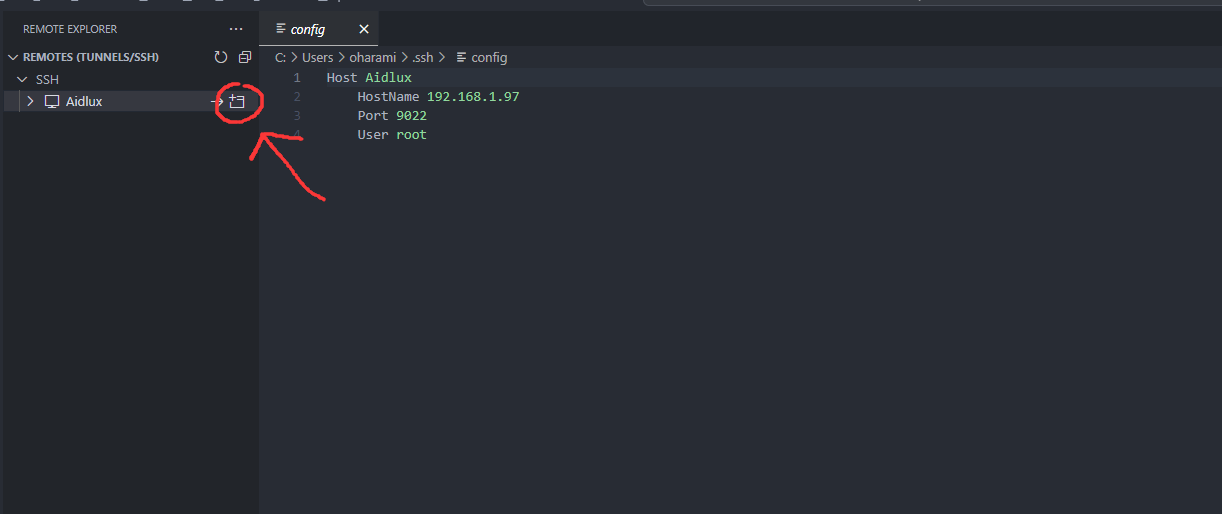 REMOTE EXPLORER
REMOTES (TUNNELS/SSH)
SSH
Aidlux
config
C: > Users > oharami > .ssh > config
1 Host Aidlux
2 HostName 192.168.1.97
3 Port 9022
4 User root